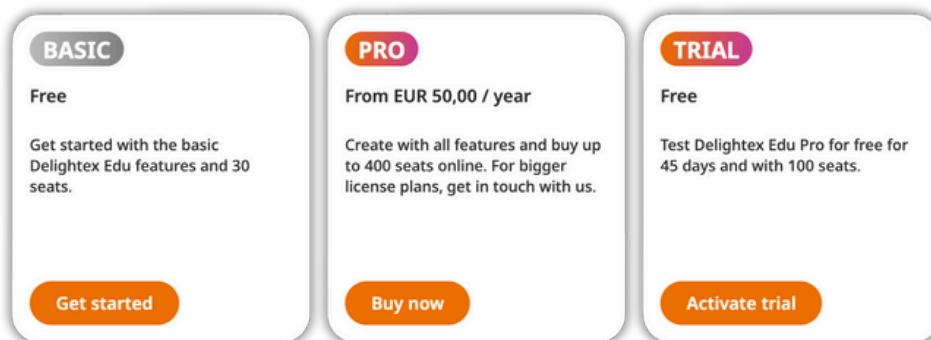 BASIC
Free
Get started with the basic
Delightex Edu features and 30
seats.
Get started
PRO
From EUR 50,00 / year
Create with all features and buy up
to 400 seats online. For bigger
license plans, get in touch with us.
Buy now
TRIAL
Free
Test Delightex Edu Pro for free for
45 days and with 100 seats.
Activate trial